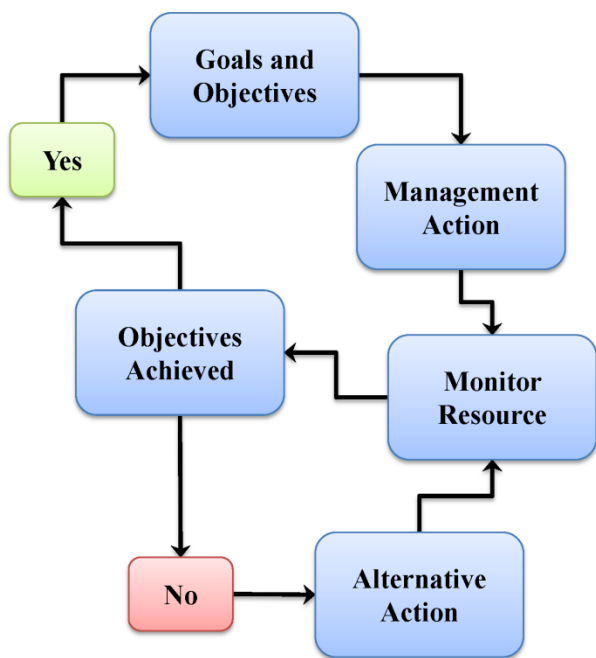 Goals and
Objectives
Yes
Management
Action
Objectives
Achieved
Monitor
Resource
No
Alternative
Action